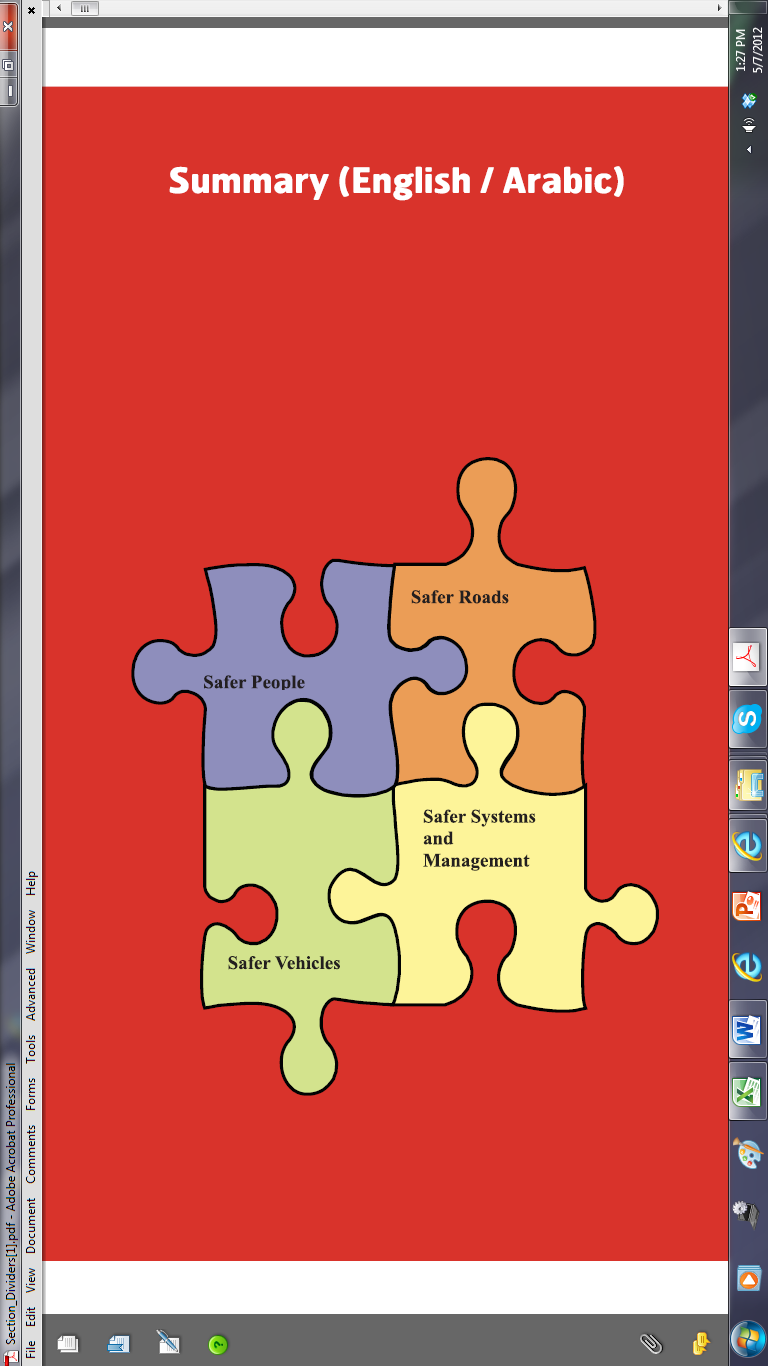 Summary (English / Arabic)
Safer Roads
Safer People
Safer Systems
and
Management
Safer Vehicles
Section_Dividers[1].pdf - Adobe Acrobat Professional
File Edit View Document Comments Forms Tools Advanced Window Help
1:27 PM
5/7/2012